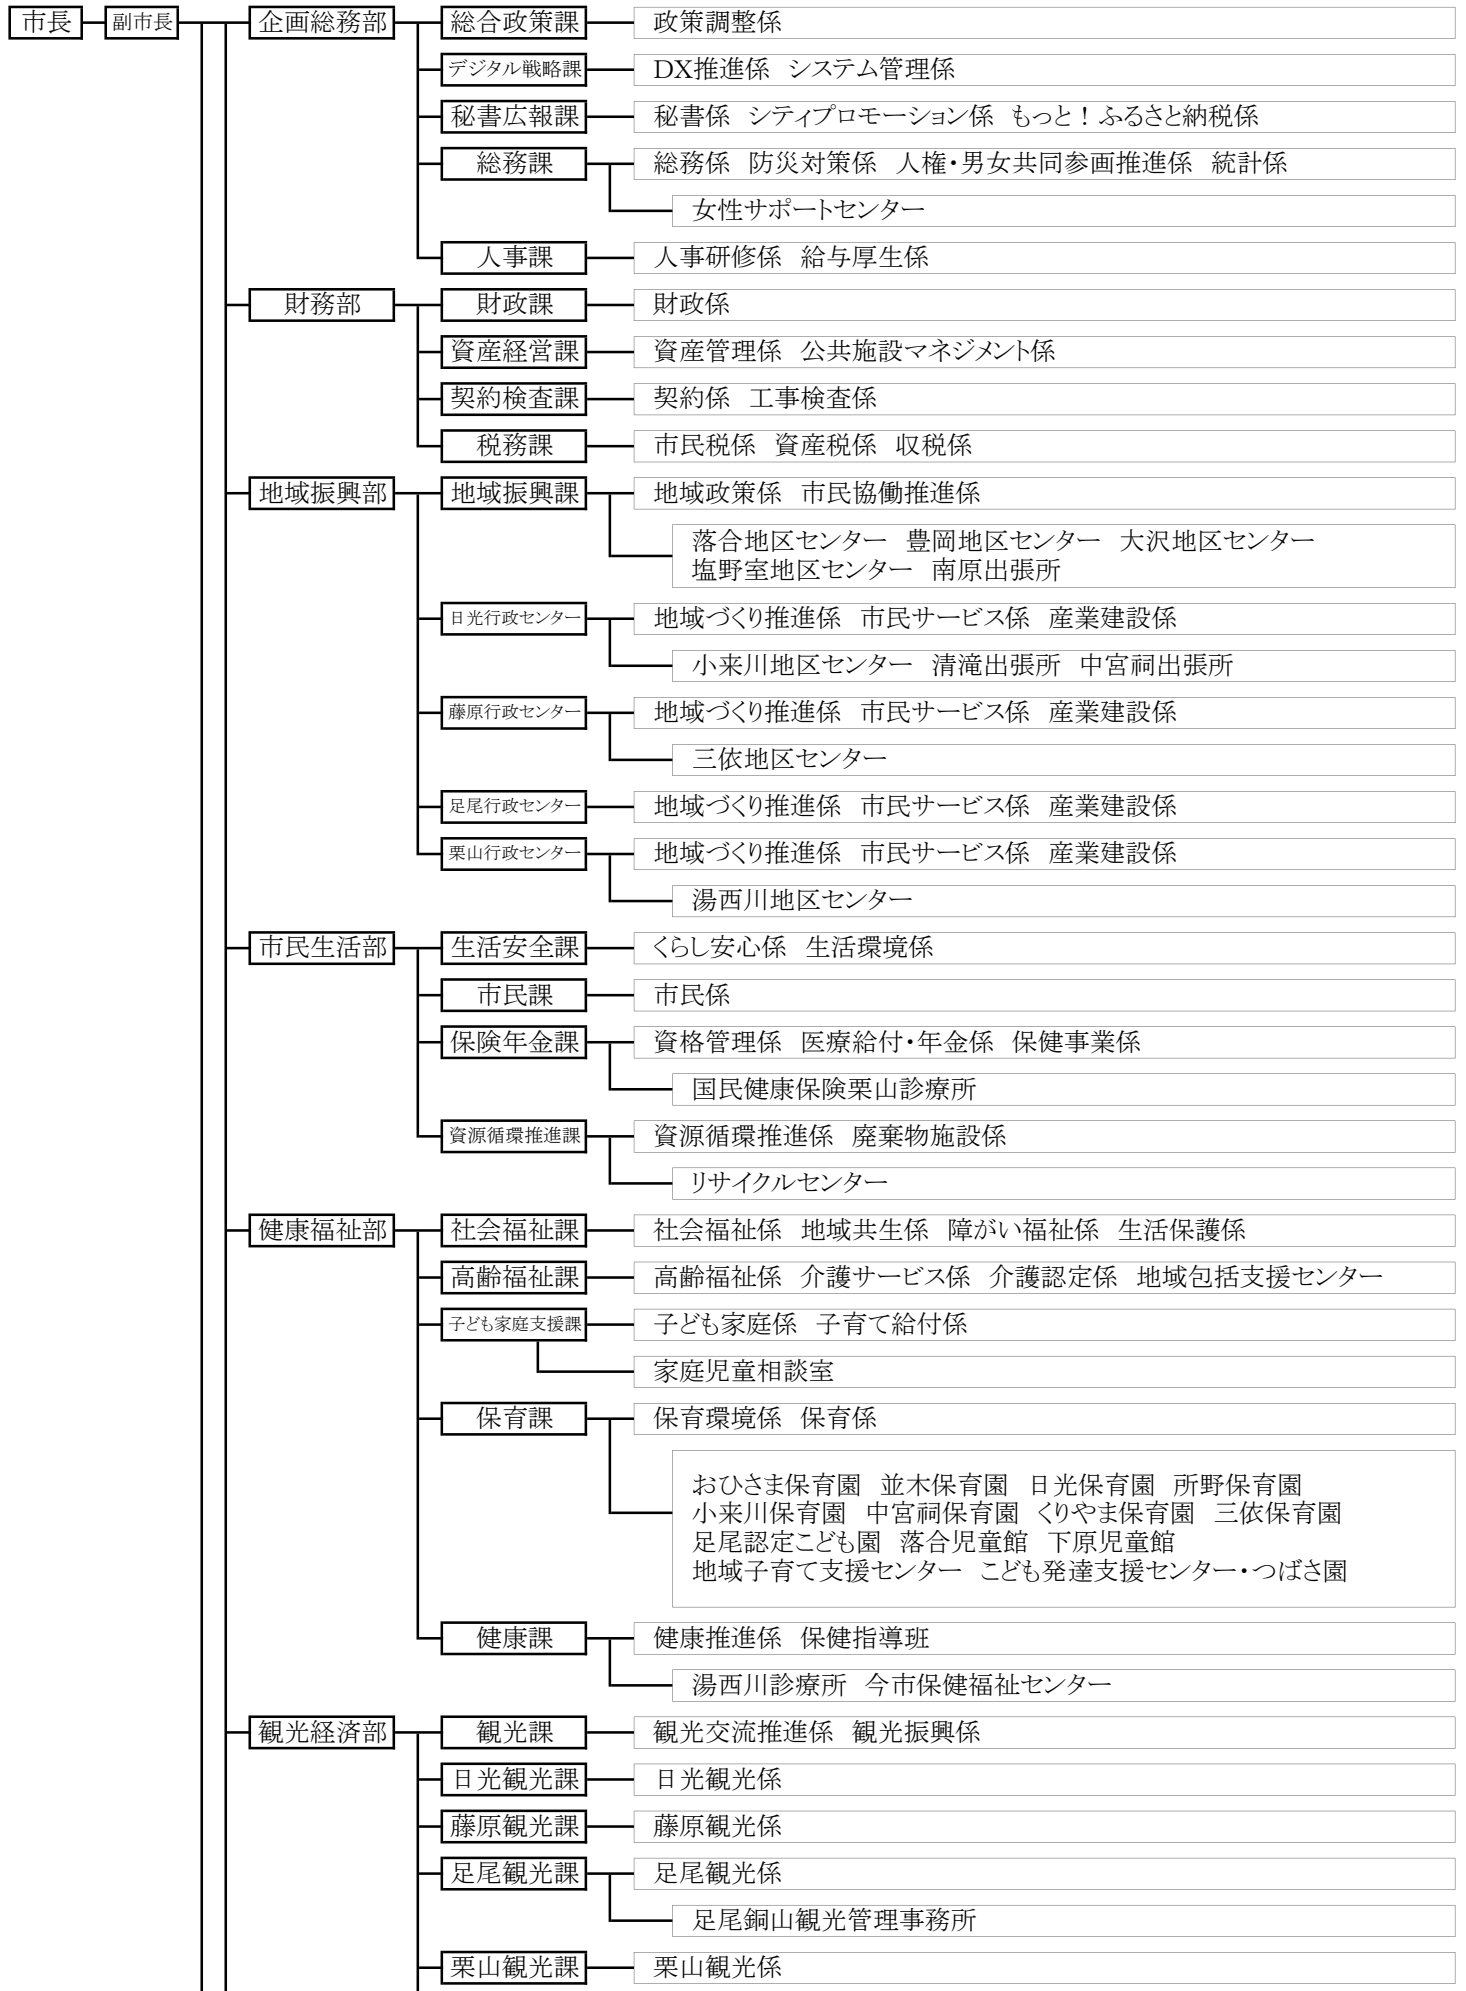 市長 副市長 企画総務部 総合政策課 政策調整係
デジタル戦略課 DX推進係 システム管理係
秘書広報課 秘書係 シティプロモーション係 もっと！ふるさと納税係
総務課 総務係 防災対策係 人権・男女共同参画推進係 統計係
女性サポートセンター
人事課 人事研修係 給与厚生係
財務部 財政課 財政係
資産経営課 資産管理係 公共施設マネジメント係
契約検査課 契約係 工事検査係
税務課 市民税係 資産税係 収税係
地域振興部 地域振興課 地域政策係 市民協働推進係
落合地区センター 豊岡地区センター 大沢地区センター
塩野室地区センター 南原出張所
日光行政センター 地域づくり推進係 市民サービス係 産業建設係
小来川地区センター 清滝出張所 中宮祠出張所
藤原行政センター 地域づくり推進係 市民サービス係 産業建設係
三依地区センター
足尾行政センター 地域づくり推進係 市民サービス係 産業建設係
栗山行政センター 地域づくり推進係 市民サービス係 産業建設係
湯西川地区センター
市民生活部 生活安全課 くらし安心係 生活環境係
市民課 市民係
保険年金課 資格管理係 医療給付・年金係 保健事業係
国民健康保険栗山診療所
資源循環推進課 資源循環推進係 廃棄物施設係
リサイクルセンター
健康福祉部 社会福祉課 社会福祉係 地域共生係 障がい福祉係 生活保護係
高齢福祉課 高齢福祉係 介護サービス係 介護認定係 地域包括支援センター
子ども家庭支援課 子ども家庭係 子育て給付係
家庭児童相談室
保育課 保育環境係 保育係
おひさま保育園 並木保育園 日光保育園 所野保育園
小来川保育園 中宮祠保育園 くりやま保育園 三依保育園
足尾認定こども園 落合児童館 下原児童館
地域子育て支援センター こども発達支援センター・つばさ園
健康課 健康推進係 保健指導班
湯西川診療所 今市保健福祉センター
観光経済部 観光課 観光交流推進係 観光振興係
日光観光課 日光観光係
藤原観光課 藤原観光係
足尾観光課 足尾観光係
足尾銅山観光管理事務所
栗山観光課 栗山観光係